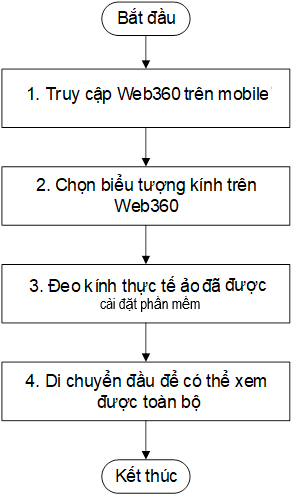 Bắt đầu
1. Truy cập Web360 trên mobile
2. Chọn biểu tượng kính trên
Web360
3. Đeo kính thực tế ảo đã được
cài đặt phần mềm
4. Di chuyển đầu để có thể xem
được toàn bộ
Kết thúc